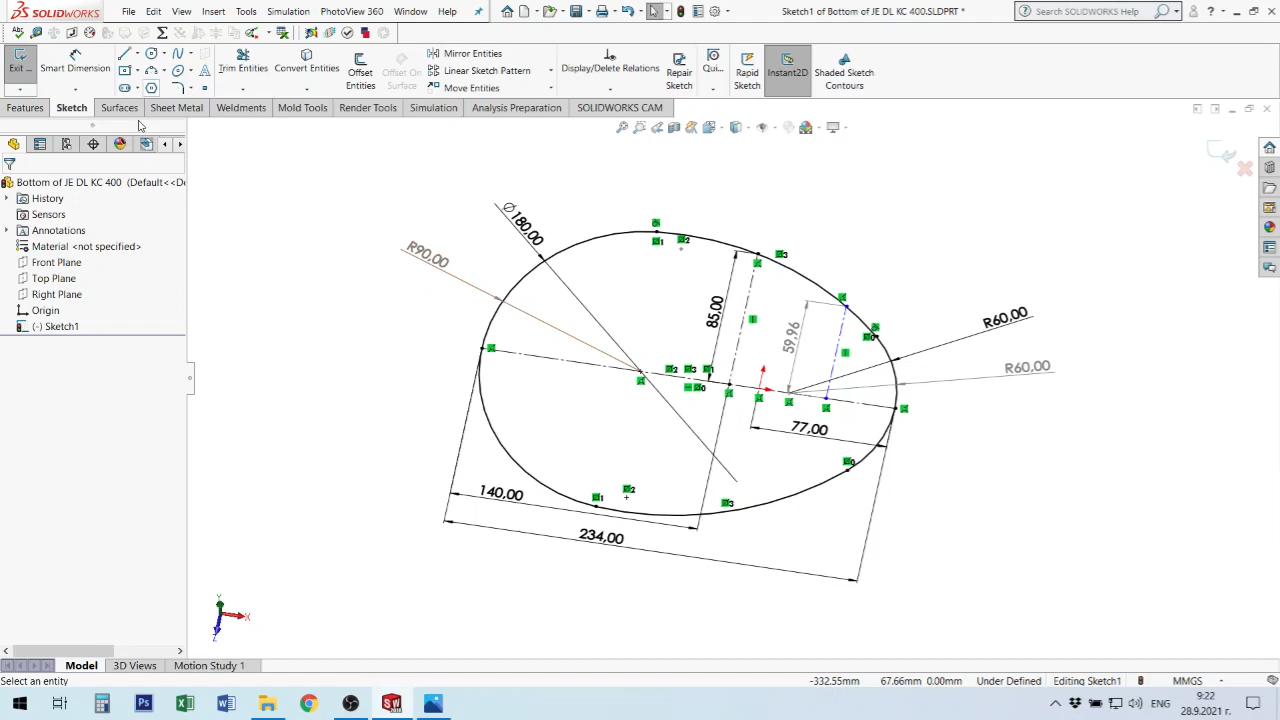 SOLIDWORKS File Edit View Insert Tools Simulation PhotoView 360 Window Help Sketch1 of Bottom of JE DL KC 400.SLDPRT * Search SOLIDWORKS Help
Exit ... Smart Dimension Trim Entities Convert Entities Offset Entities Offset On Surface Mirror Entities Linear Sketch Pattern Move Entities Display/Delete Relations Repair Sketch Qui... Rapid Sketch Instant2D Shaded Sketch Contours
Features Sketch Surfaces Sheet Metal Weldments Mold Tools Render Tools Simulation Analysis Preparation SOLIDWORKS CAM
Bottom of JE DL KC 400 (Default<<De
History
Sensors
Annotations
Material <not specified>
Front Plane
Top Plane
Right Plane
Origin
(-) Sketch1
Ø180,00
R90,00
85,00
59,96
R60,00
R60,00
77,00
140,00
234,00
Y
X
Z
Model 3D Views Motion Study 1
Select an entity -332.55mm 67.66mm 0.00mm Under Defined Editing Sketch1 MMGS
Ps SW ENG 9:22
28.9.2021 г.